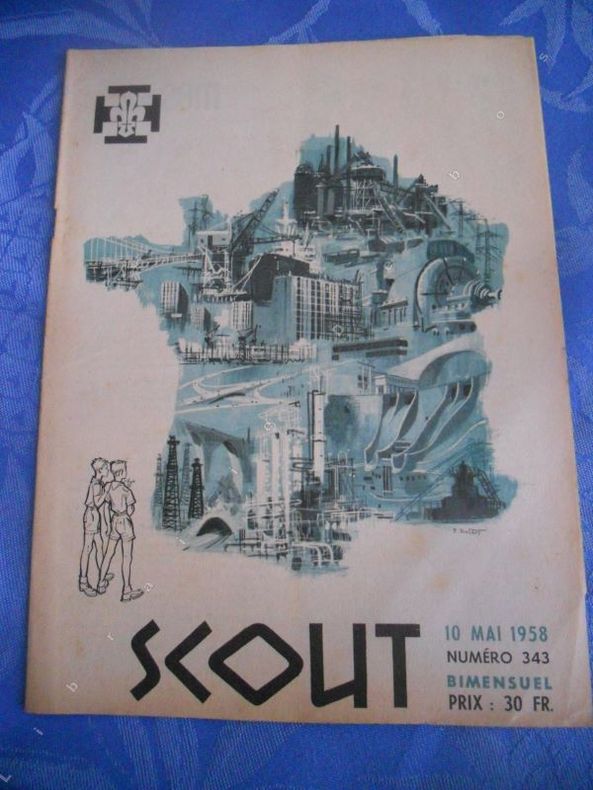 SCOUT
10 MAI 1958
NUMÉRO 343
BIMENSUEL
PRIX : 30 FR.